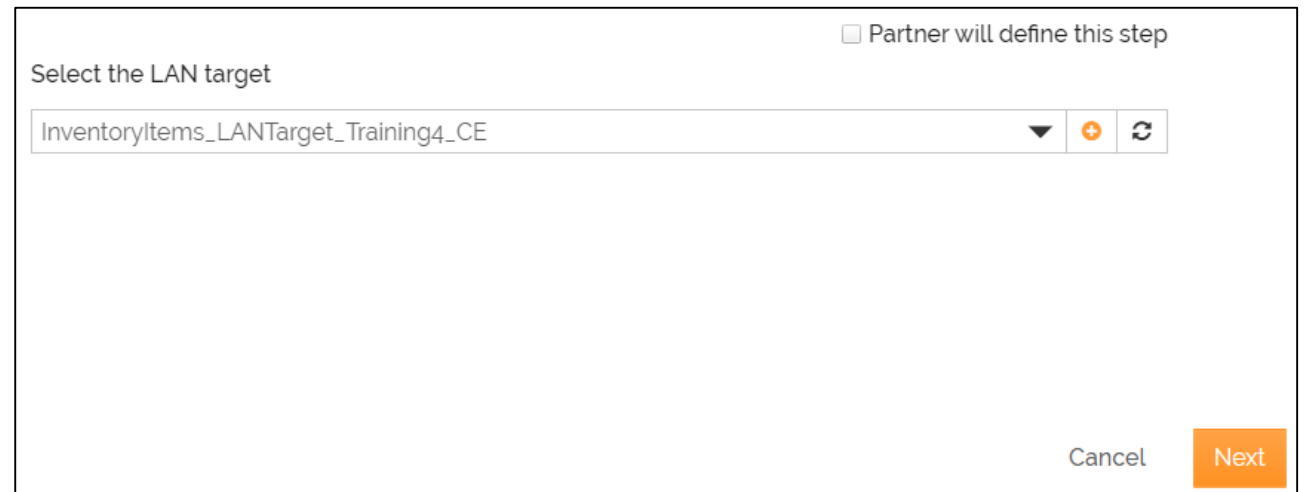 Partner will define this step
Select the LAN target
InventoryItems_LANTarget_Training4_CE
Cancel
Next